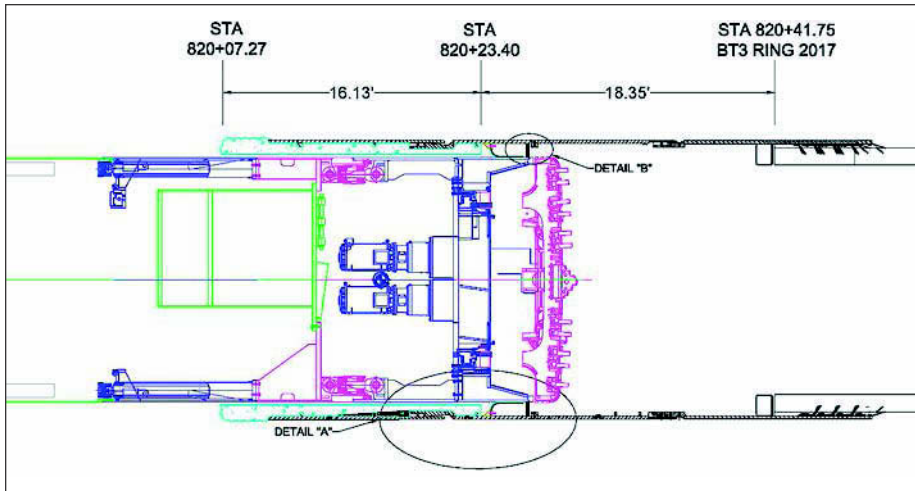 STA
820+07.27
STA
820+23.40
STA 820+41.75
BT3 RING 2017
16.13'
18.35'
DETAIL "B"
DETAIL "A"